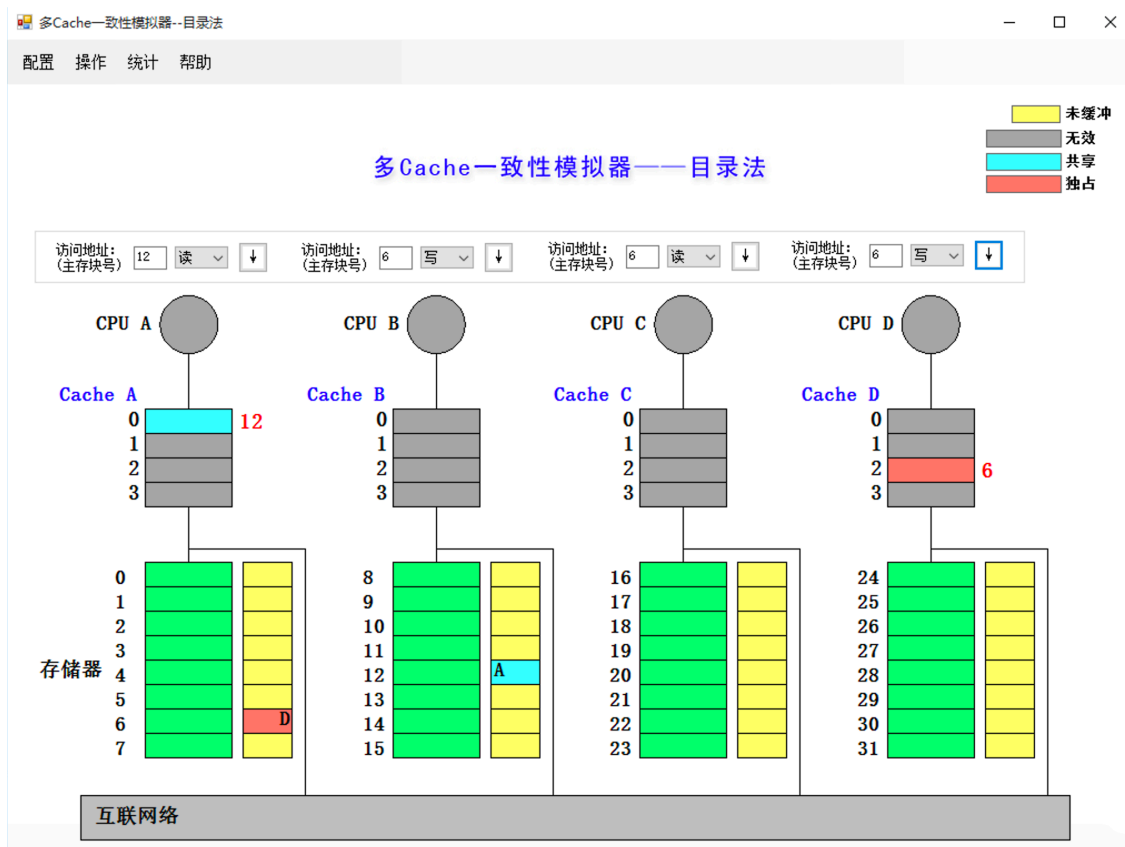 多Cache一致性模拟器--目录法
配置 操作 统计 帮助
未缓冲
无效
共享
独占
多Cache一致性模拟器——目录法
访问地址:
(主存块号) 12 读 ↓
访问地址:
(主存块号) 6 写 ↓
访问地址:
(主存块号) 6 读 ↓
访问地址:
(主存块号) 6 写 ↓
CPU A CPU B CPU C CPU D
Cache A Cache B Cache C Cache D
0 12 0 0 0
1 1 1 1
2 2 2 2 6
3 3 3 3
0 8 16 24
1 9 17 25
2 10 18 26
3 11 19 27
存储器 4 12 A 20 28
5 13 21 29
6 D 14 22 30
7 15 23 31
互联网络